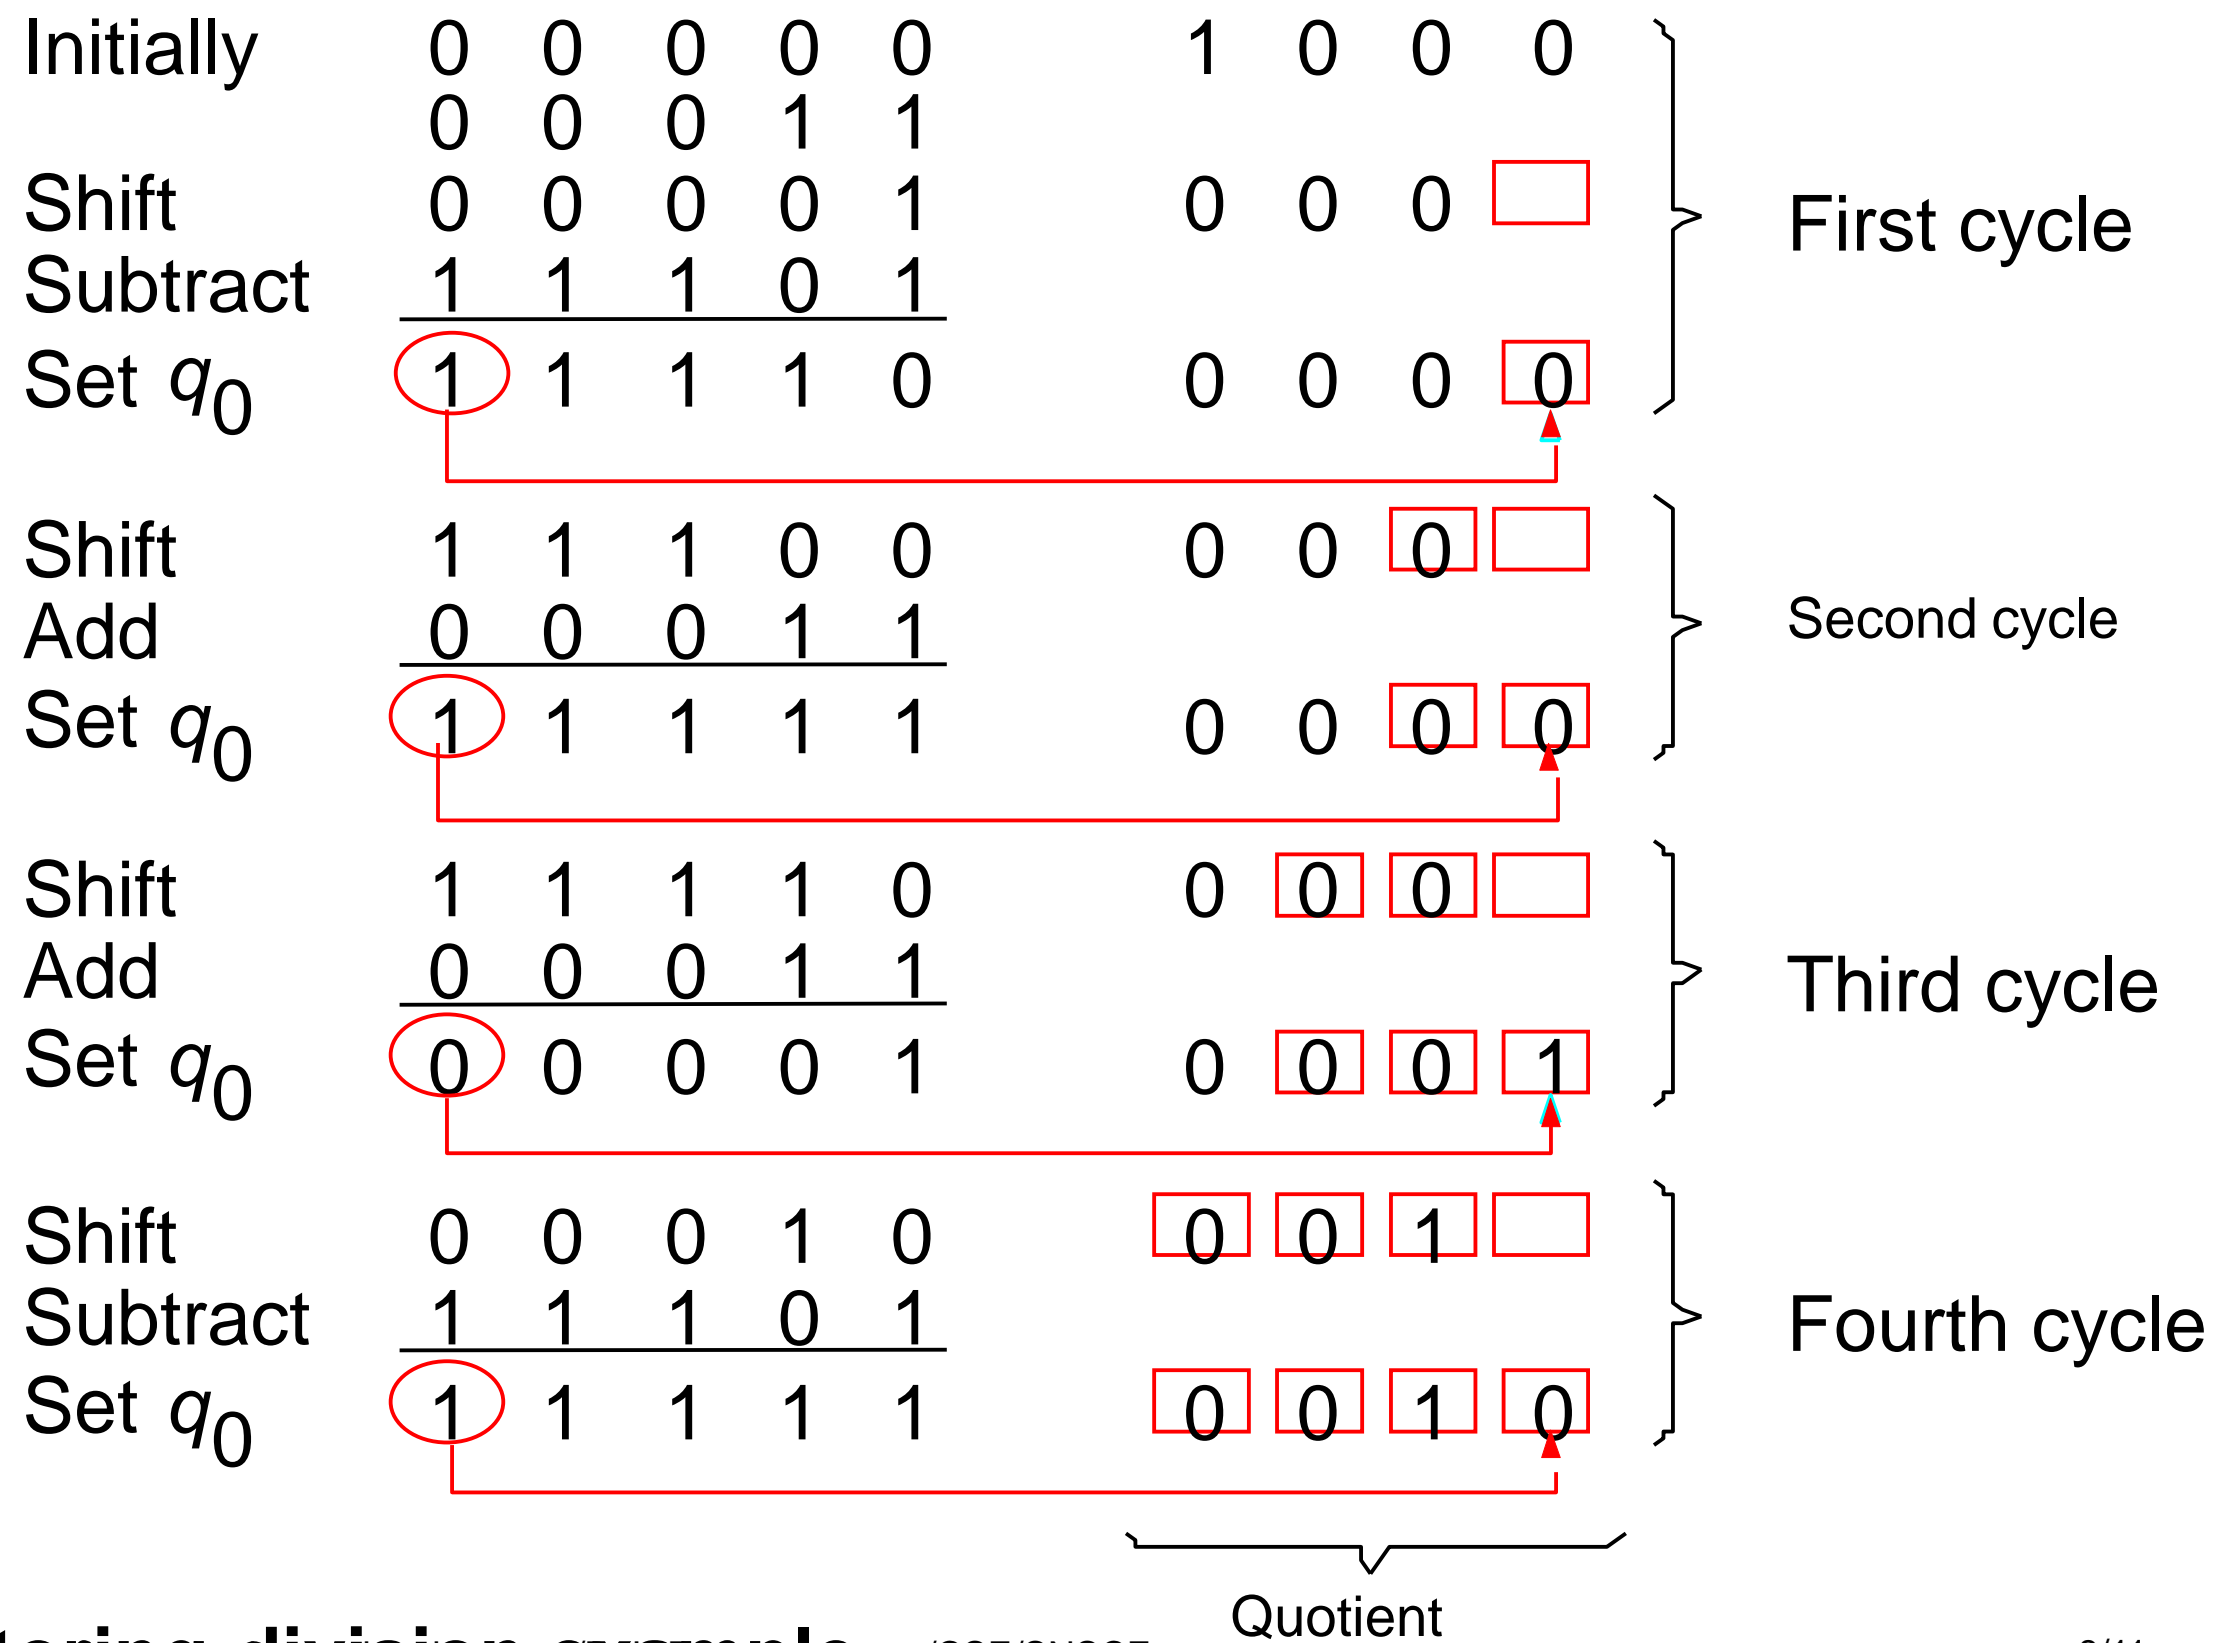 Initially 0 0 0 0 0 1 0 0 0
0 0 0 1 1
Shift 0 0 0 0 1 0 0 0
First cycle
Subtract 1 1 1 0 1
Set q0 1 1 1 1 0 0 0 0 0
Shift 1 1 1 0 0 0 0 0
Add 0 0 0 1 1
Second cycle
Set q0 1 1 1 1 1 0 0 0 0
Shift 1 1 1 1 0 0 0 0
Add 0 0 0 1 1
Third cycle
Set q0 0 0 0 0 1 0 0 0 1
Shift 0 0 0 1 0 0 0 1
Subtract 1 1 1 0 1
Fourth cycle
Set q0 1 1 1 1 1 0 0 1 0
Quotient
division